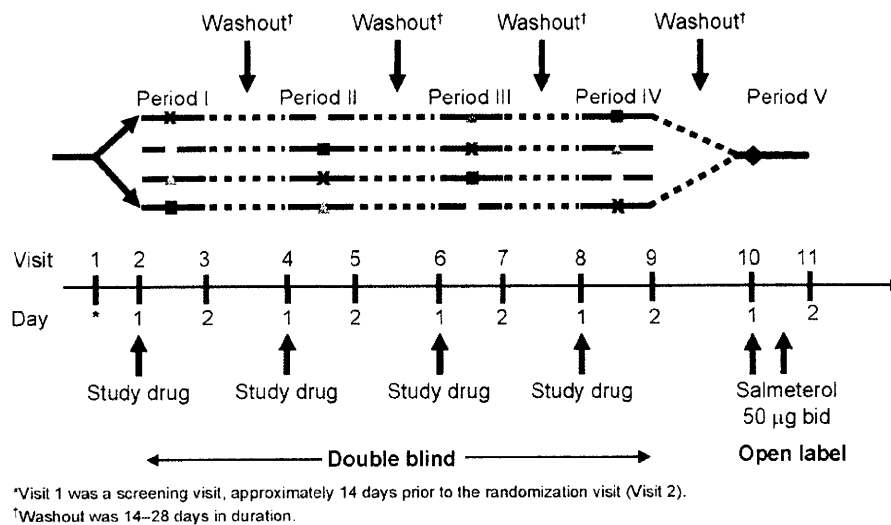 Washout† Washout† Washout† Washout†
Period I Period II Period III Period IV Period V
Visit 1 2 3 4 5 6 7 8 9 10 11
Day * 1 2 1 2 1 2 1 2 1 2
Study drug Study drug Study drug Study drug Salmeterol
50 µg bid
Double blind Open label
*Visit 1 was a screening visit, approximately 14 days prior to the randomization visit (Visit 2).
†Washout was 14–28 days in duration.